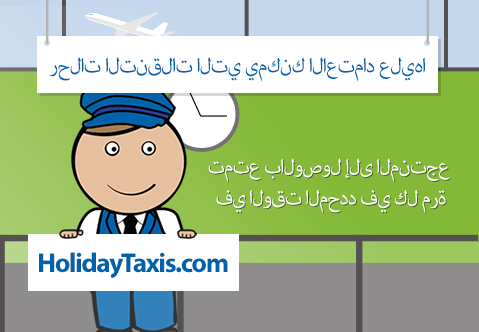 رحلات التنقلات التي يمكنك الاعتماد عليها
تمتع بالوصول إلى المنتجع
في الوقت المحدد في كل مرة
HolidayTaxis.com